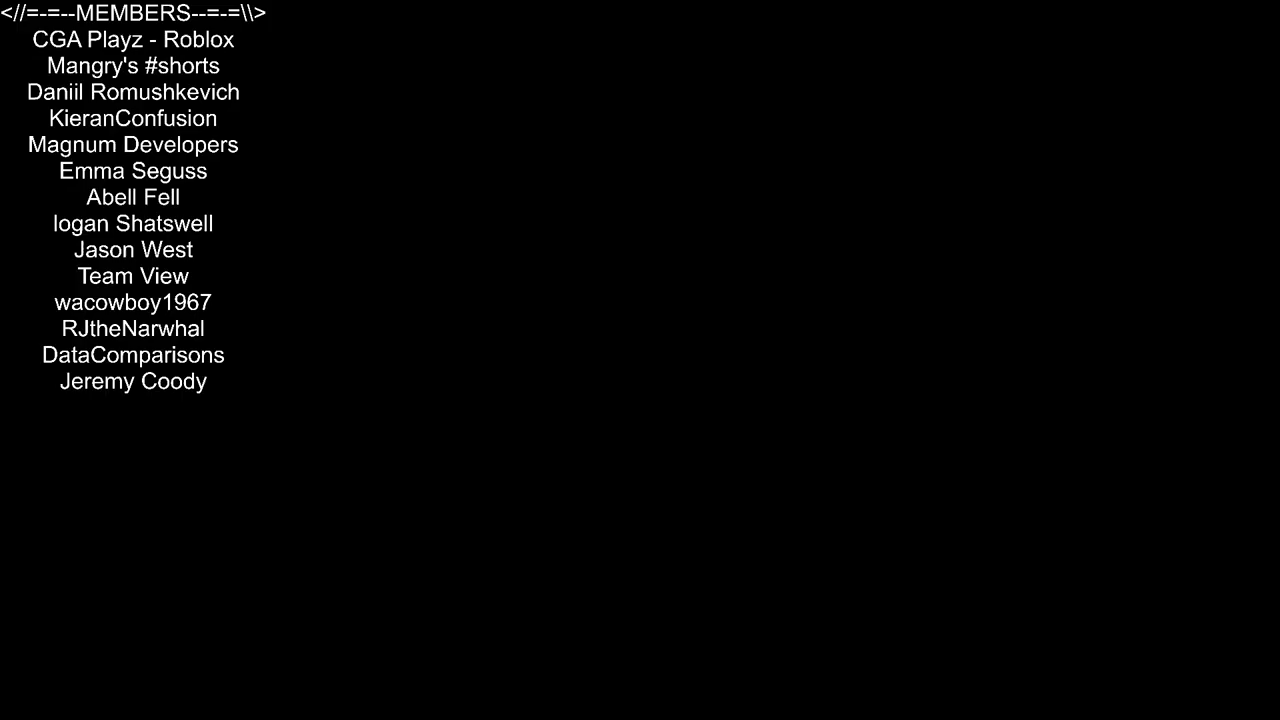 <//=-=--MEMBERS--=-=\\>
CGA Playz - Roblox
Mangry's #shorts
Daniil Romushkevich
KieranConfusion
Magnum Developers
Emma Seguss
Abell Fell
logan Shatswell
Jason West
Team View
wacowboy1967
RJtheNarwhal
DataComparisons
Jeremy Coody